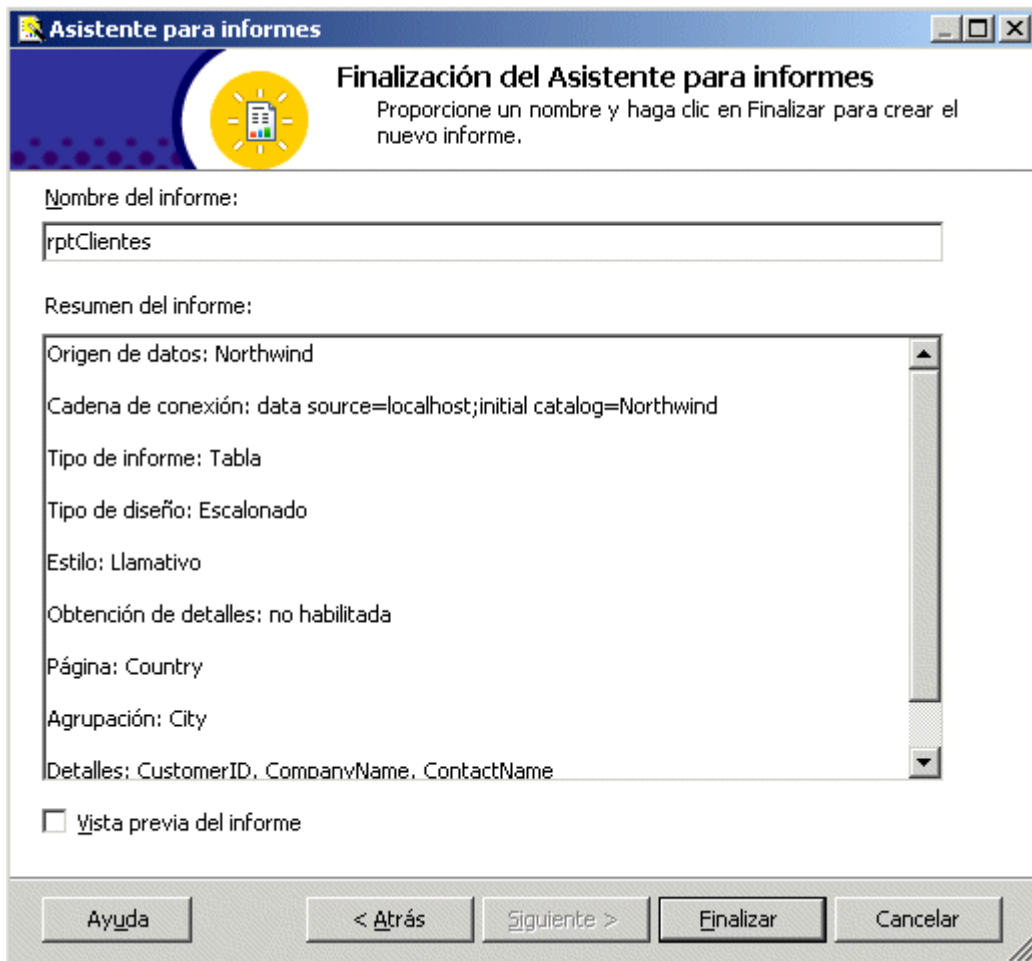 Asistente para informes
Finalización del Asistente para informes
Proporcione un nombre y haga clic en Finalizar para crear el
nuevo informe.
Nombre del informe:
rptClientes
Resumen del informe:
Origen de datos: Northwind
Cadena de conexión: data source=localhost;initial catalog=Northwind
Tipo de informe: Tabla
Tipo de diseño: Escalonado
Estilo: Llamativo
Obtención de detalles: no habilitada
Página: Country
Agrupación: City
Detalles: CustomerID, CompanyName, ContactName
Vista previa del informe
Ayuda
< Atrás
Siguiente >
Finalizar
Cancelar